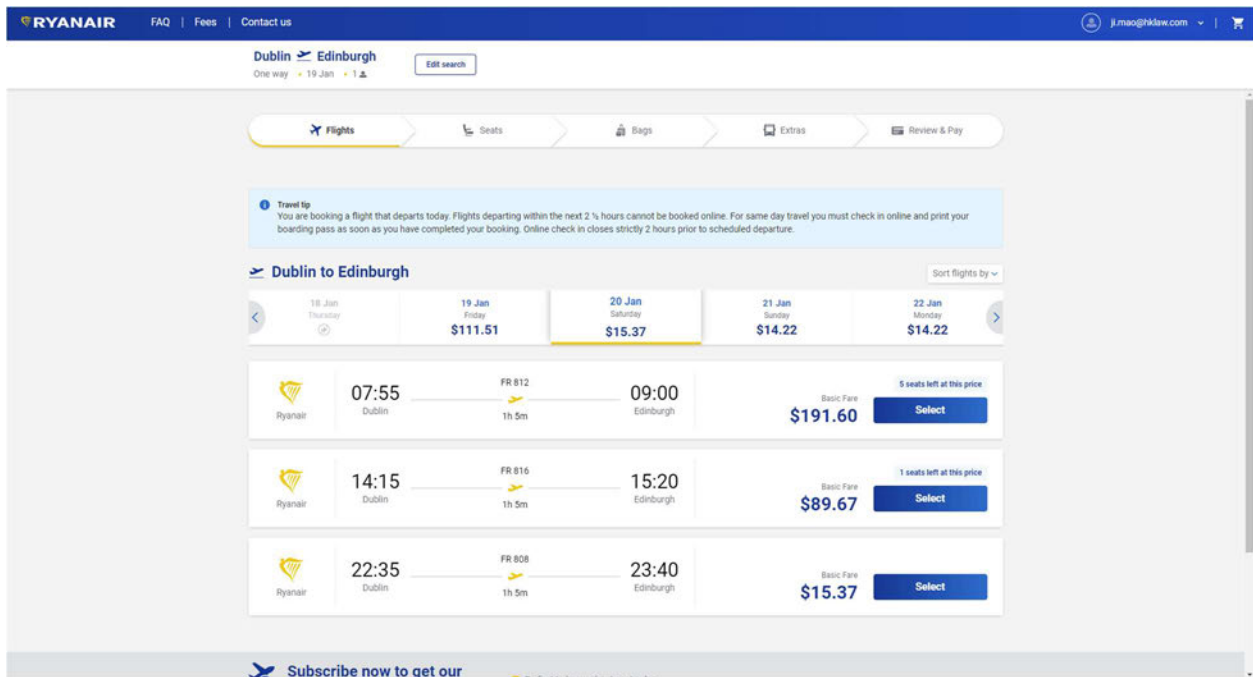 RYANAIR FAQ | Fees | Contact us ji.mao@hklaw.com |
Dublin Edinburgh
One way • 19 Jan • 1
Edit search
Flights Seats Bags Extras Review & Pay
Travel tip
You are booking a flight that departs today. Flights departing within the next 2 ½ hours cannot be booked online. For same day travel you must check in online and print your
boarding pass as soon as you have completed your booking. Online check in closes strictly 2 hours prior to scheduled departure.
Dublin to Edinburgh
Sort flights by
18 Jan
Thursday
19 Jan
Friday
$111.51
20 Jan
Saturday
$15.37
21 Jan
Sunday
$14.22
22 Jan
Monday
$14.22
Ryanair
07:55
Dublin
FR 812
1h 5m
09:00
Edinburgh
Basic Fare
$191.60
5 seats left at this price
Select
Ryanair
14:15
Dublin
FR 816
1h 5m
15:20
Edinburgh
Basic Fare
$89.67
1 seats left at this price
Select
Ryanair
22:35
Dublin
FR 808
1h 5m
23:40
Edinburgh
Basic Fare
$15.37
Select
Subscribe now to get our